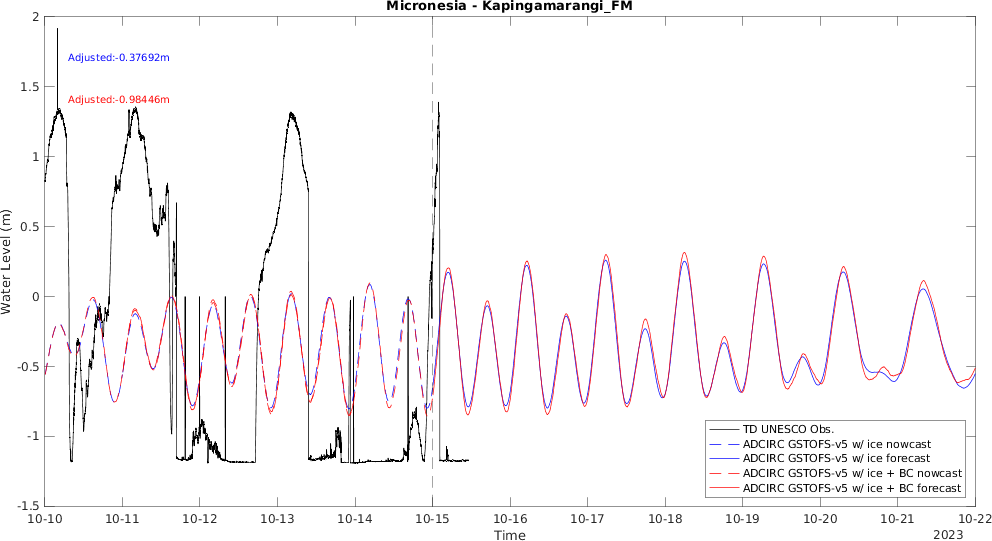 Micronesia - Kapingamarangi_FM
Adjusted:-0.37692m
Adjusted:-0.98446m
Water Level (m)
2
1.5
1
0.5
0
-0.5
-1
-1.5
TD UNESCO Obs.
ADCIRC GSTOFS-v5 w/ ice nowcast
ADCIRC GSTOFS-v5 w/ ice forecast
ADCIRC GSTOFS-v5 w/ ice + BC nowcast
ADCIRC GSTOFS-v5 w/ ice + BC forecast
10-10 10-11 10-12 10-13 10-14 10-15 10-16 10-17 10-18 10-19 10-20 10-21 10-22
Time
2023